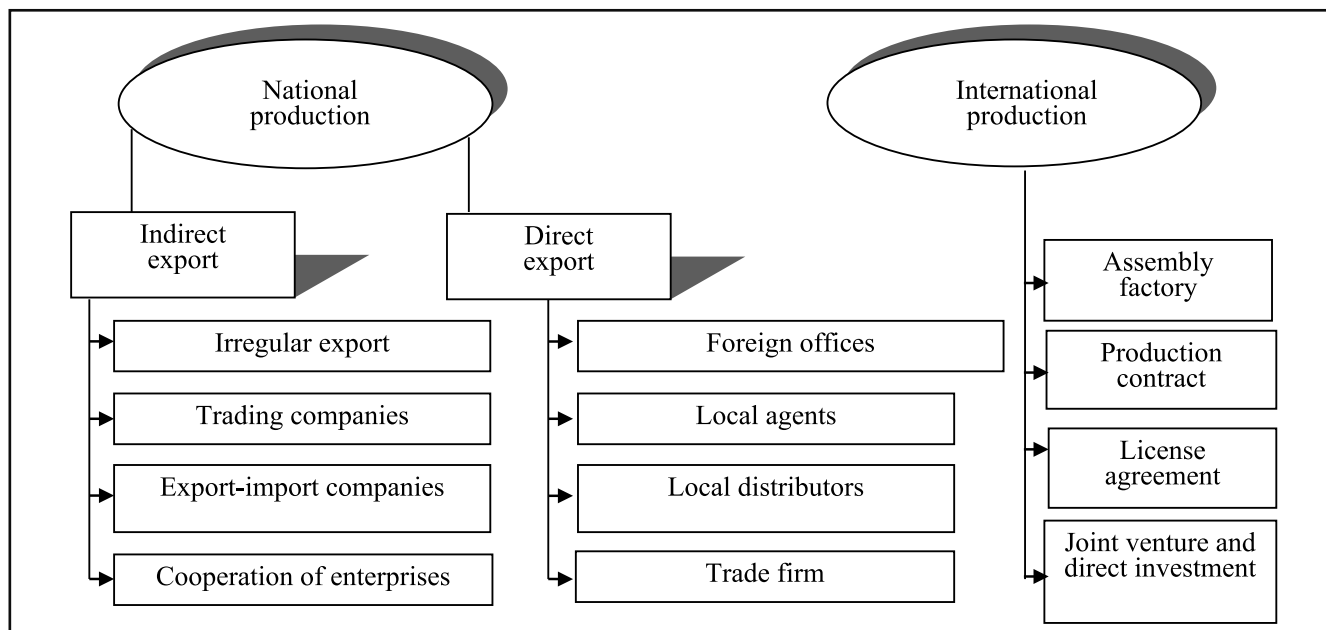 National
production
International
production
Indirect
export
Direct
export
Irregular export
Trading companies
Export-import companies
Cooperation of enterprises
Foreign offices
Local agents
Local distributors
Trade firm
Assembly
factory
Production
contract
License
agreement
Joint venture and
direct investment